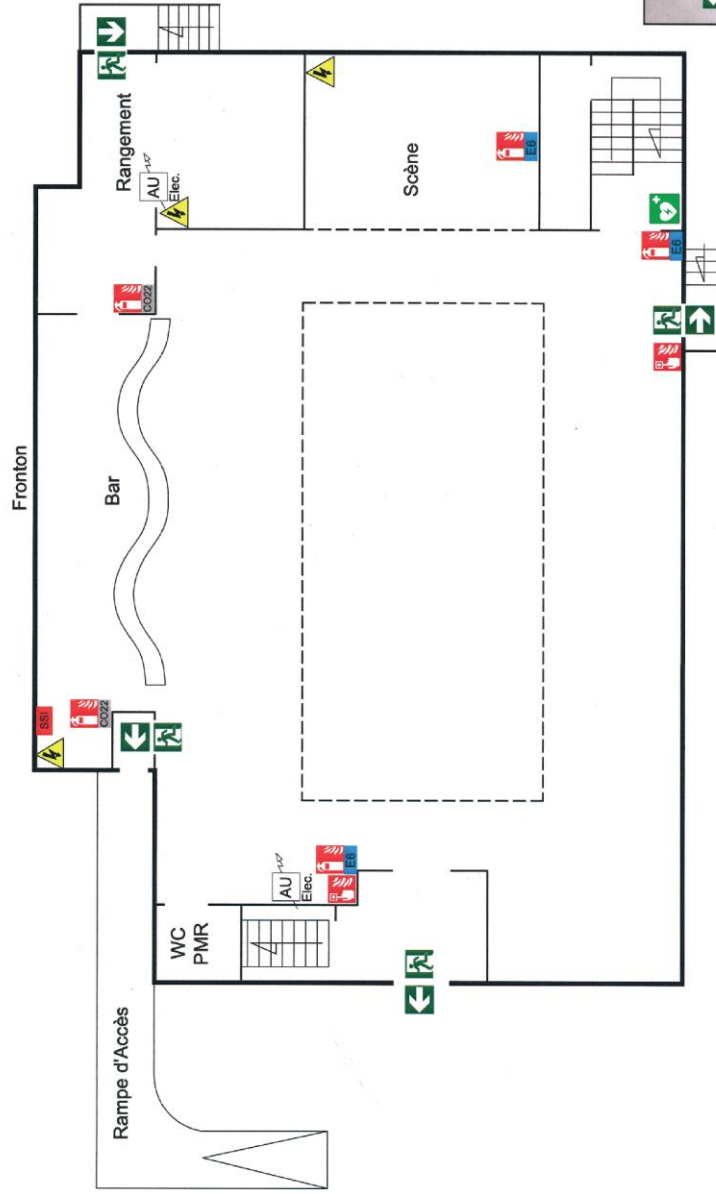 Fronton
Rangement
AU
Elec.
Bar
CO22
Scène
E6
SSI
CO22
E6
AU
Elec.
E6
WC
PMR
Rampe d'Accès